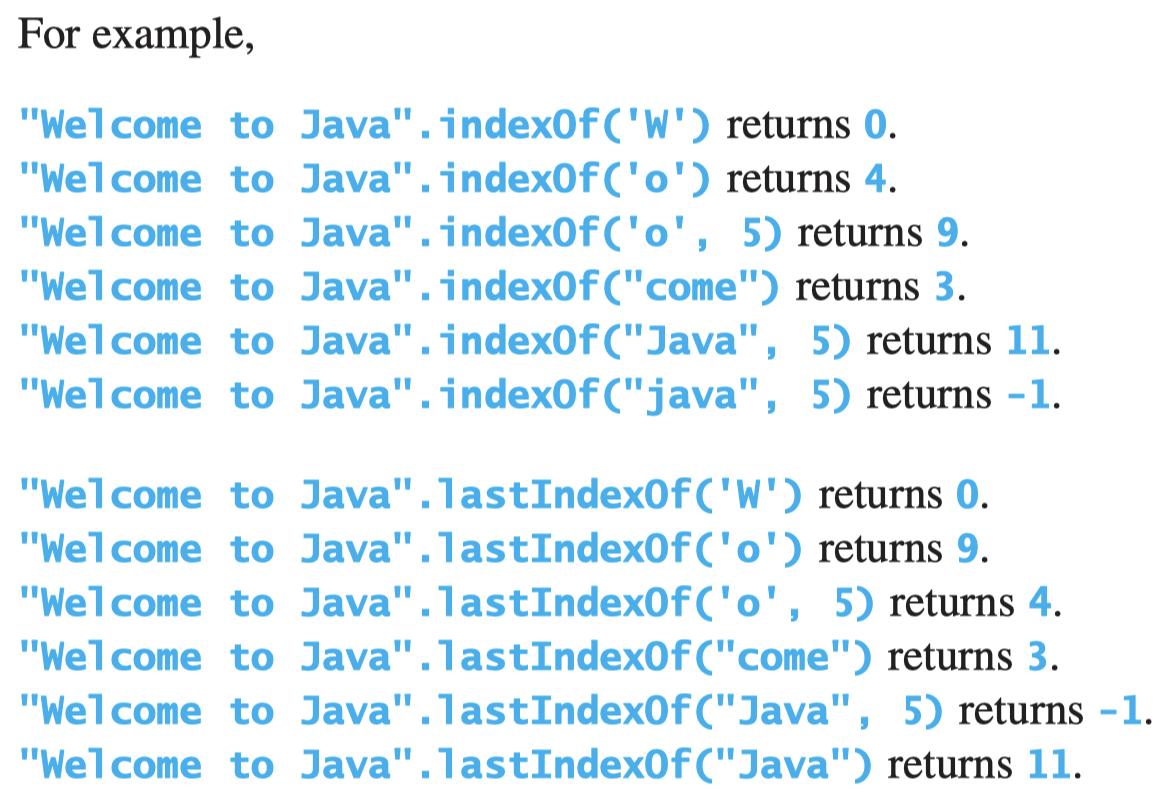 For example,
"Welcome to Java".indexOf('W') returns 0.
"Welcome to Java".indexOf('o') returns 4.
"Welcome to Java".indexOf('o', 5) returns 9.
"Welcome to Java".indexOf("come") returns 3.
"Welcome to Java".indexOf("Java", 5) returns 11.
"Welcome to Java".indexOf("java", 5) returns -1.
"Welcome to Java".lastIndexOf('W') returns 0.
"Welcome to Java".lastIndexOf('o') returns 9.
"Welcome to Java".lastIndexOf('o', 5) returns 4.
"Welcome to Java".lastIndexOf("come") returns 3.
"Welcome to Java".lastIndexOf("Java", 5) returns -1.
"Welcome to Java".lastIndexOf("Java") returns 11.